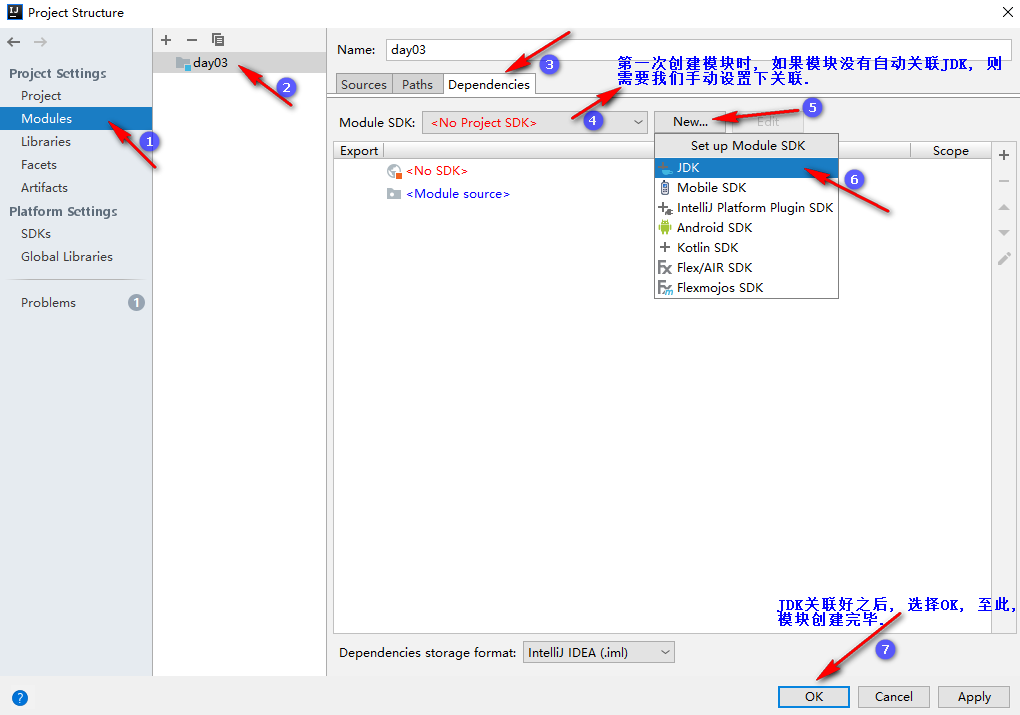 Project Structure
Project Settings
Project
Modules
Libraries
Facets
Artifacts
Platform Settings
SDKs
Global Libraries
Problems
1
day03
Name:
day03
Sources
Paths
Dependencies
第一次创建模块时, 如果模块没有自动关联JDK, 则
需要我们手动设置下关联.
Module SDK:
<No Project SDK>
New...
Edit
Export
Scope
<No SDK>
<Module source>
Set up Module SDK
JDK
Mobile SDK
IntelliJ Platform Plugin SDK
Android SDK
Kotlin SDK
Flex/AIR SDK
Flexmojos SDK
1
2
3
4
5
6
JDK关联好之后, 选择OK, 至此,
模块创建完毕.
7
Dependencies storage format:
IntelliJ IDEA (.iml)
?
OK
Cancel
Apply